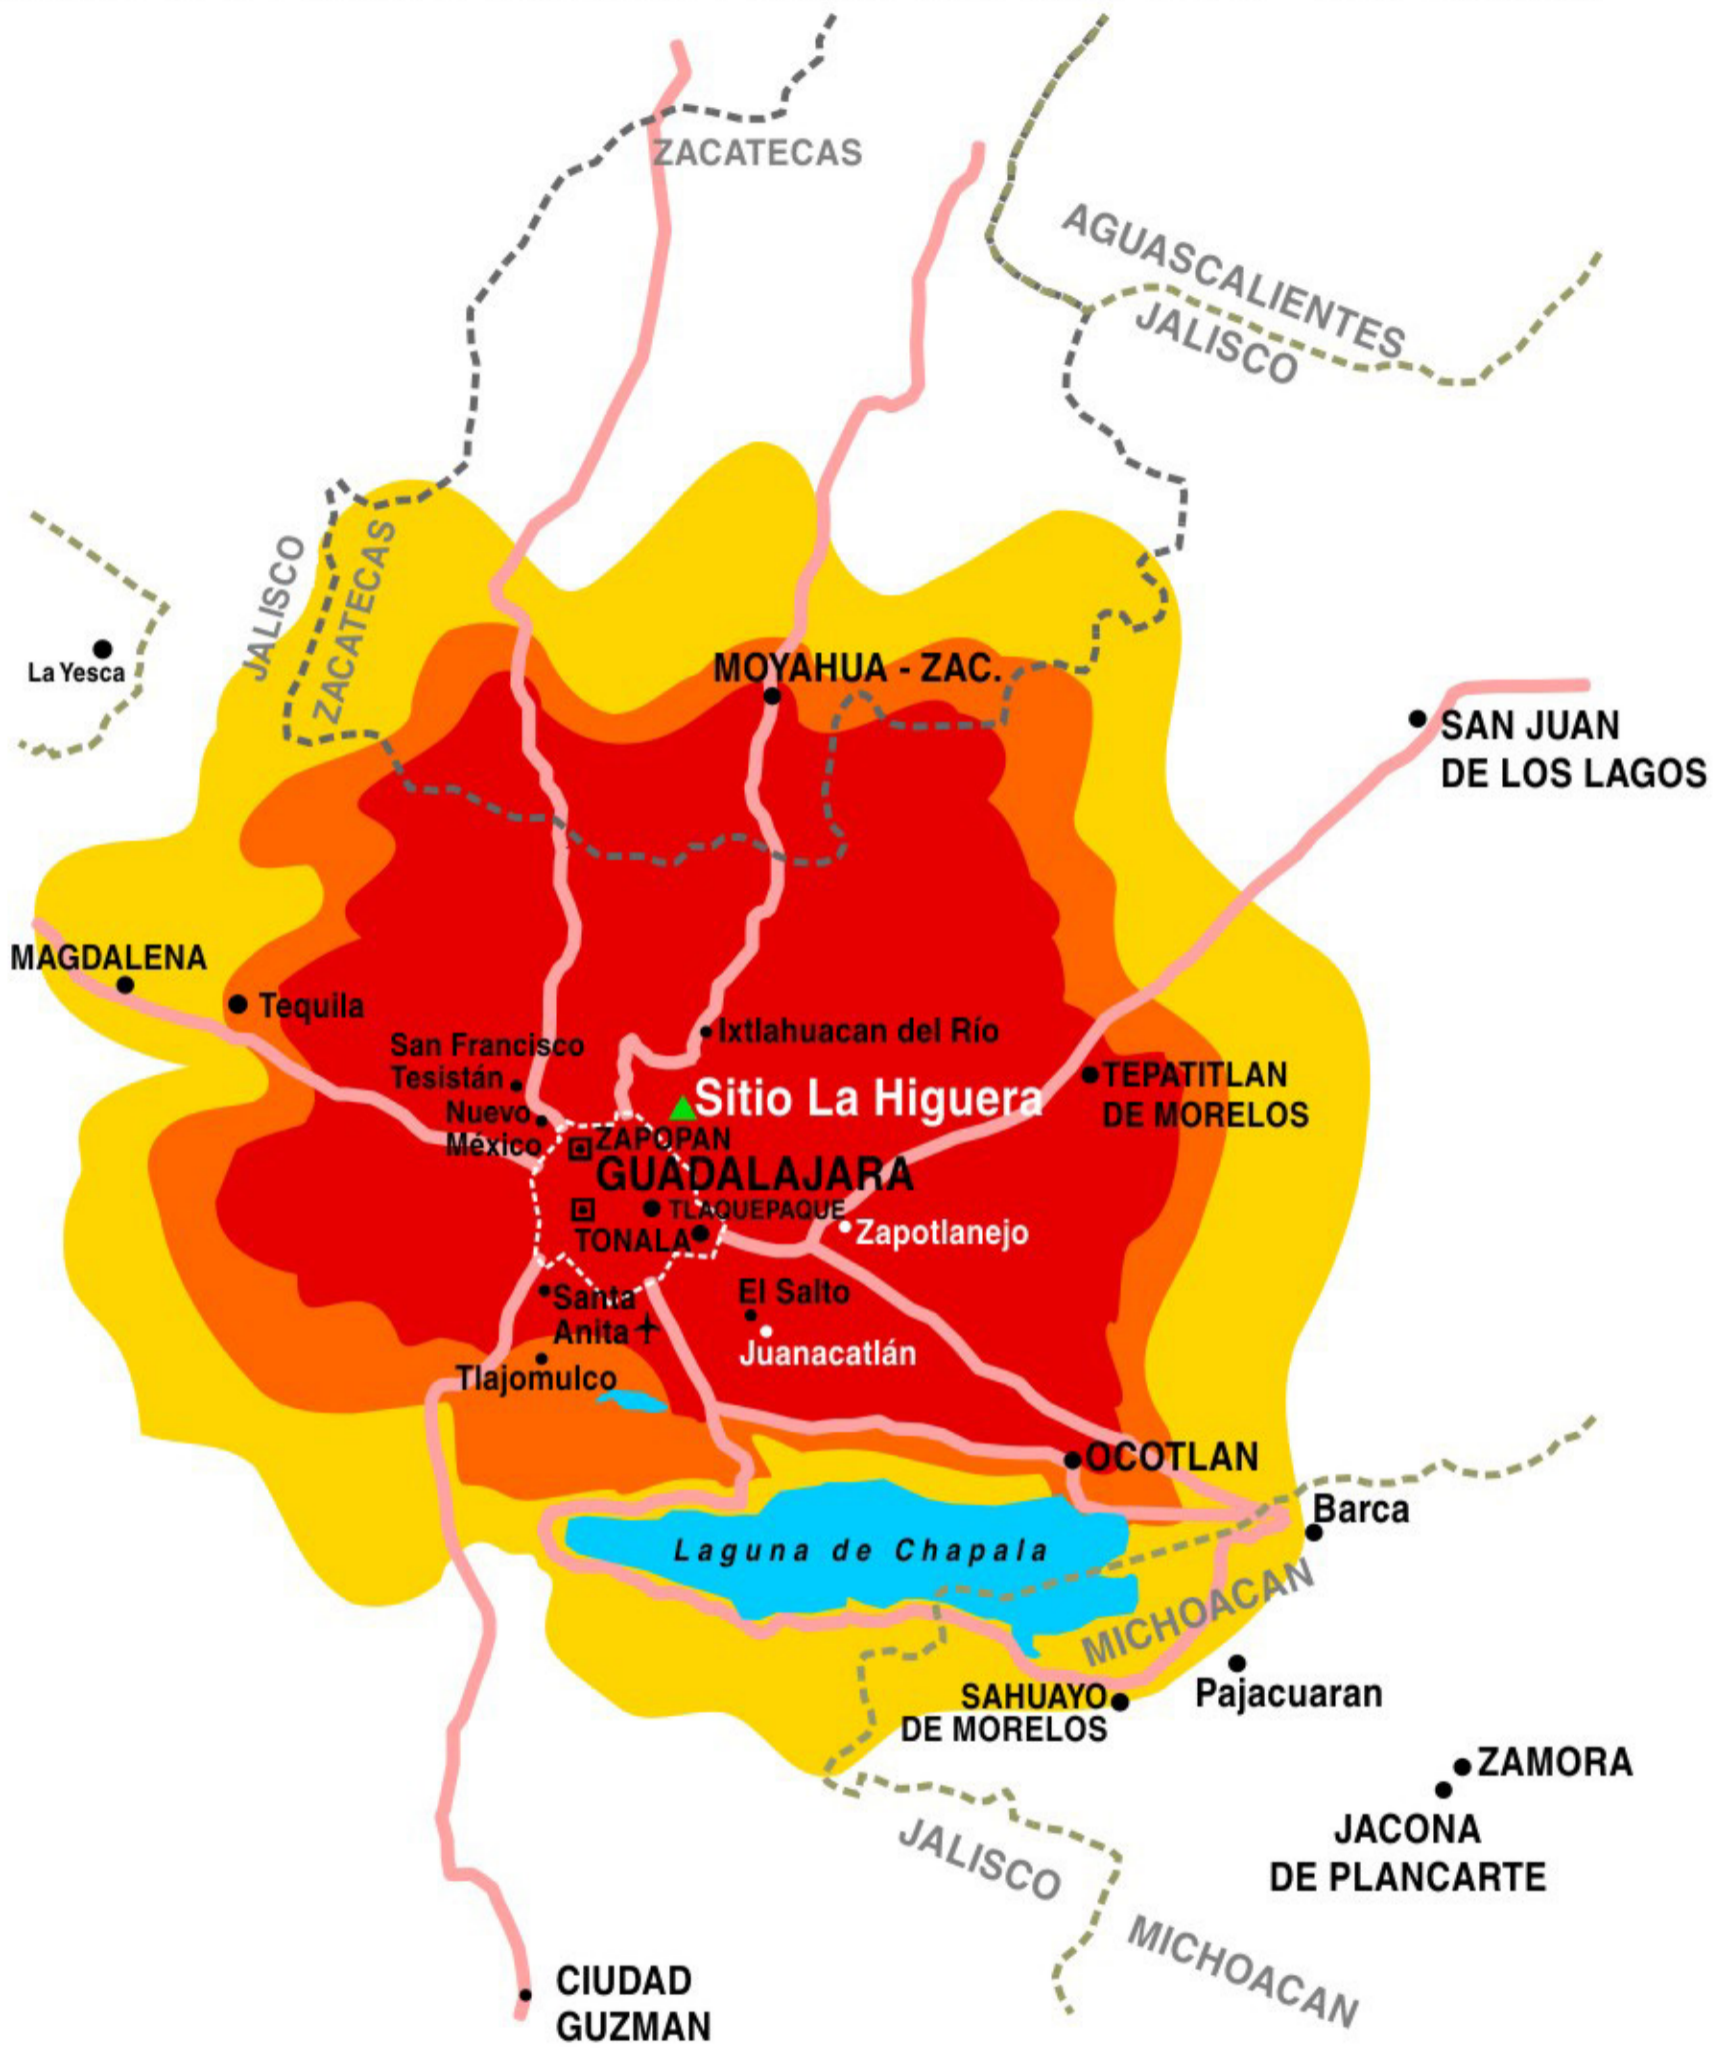 ZACATECAS
AGUASCALIENTES
JALISCO
JALISCO
ZACATECAS
La Yesca
MOYAHUA - ZAC.
SAN JUAN
DE LOS LAGOS
MAGDALENA
Tequila
Ixtlahuacan del Río
San Francisco
Tesistán
Nuevo
México
Sitio La Higuera
TEPATITLAN
DE MORELOS
ZAPOPAN
GUADALAJARA
TLAQUEPAQUE
TONALA
Zapotlanejo
Santa
Anita
El Salto
Juanacatlán
Tlajomulco
OCOTLAN
Barca
Laguna de Chapala
MICHOACAN
Pajacuaran
SAHUAYO
DE MORELOS
ZAMORA
JACONA
DE PLANCARTE
JALISCO
MICHOACAN
CIUDAD
GUZMAN